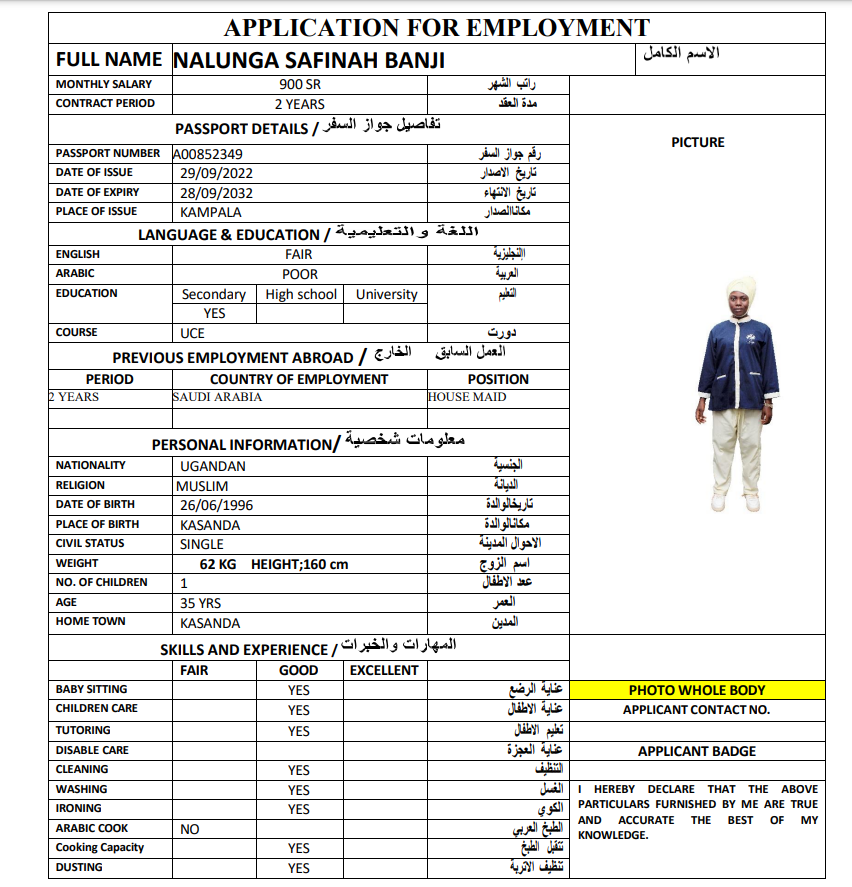 APPLICATION FOR EMPLOYMENT
FULL NAME NALUNGA SAFINAH BANJI الاسم الكامل
MONTHLY SALARY 900 SR راتب الشهر
CONTRACT PERIOD 2 YEARS مدة العقد
PASSPORT DETAILS / تفاصيل جواز السفر
PICTURE
PASSPORT NUMBER A00852349 رقم جواز السفر
DATE OF ISSUE 29/09/2022 تاريخ الاصدار
DATE OF EXPIRY 28/09/2032 تاريخ الانتهاء
PLACE OF ISSUE KAMPALA مكاناالصدار
LANGUAGE & EDUCATION / اللغة والتعليمية
ENGLISH FAIR االنجليزية
ARABIC POOR العربية
EDUCATION Secondary High school University التعليم
YES
COURSE UCE دورت
PREVIOUS EMPLOYMENT ABROAD / العمل السابق الخارج
PERIOD COUNTRY OF EMPLOYMENT POSITION
2 YEARS SAUDI ARABIA HOUSE MAID
PERSONAL INFORMATION/ معلومات شخصية
NATIONALITY UGANDAN الجنسية
RELIGION MUSLIM الديانة
DATE OF BIRTH 26/06/1996 تاريخالوالدة
PLACE OF BIRTH KASANDA مكانالوالدة
CIVIL STATUS SINGLE الاحوال المدينة
WEIGHT 62 KG HEIGHT;160 cm اسم الزوج
NO. OF CHILDREN 1 عدد الاطفال
AGE 35 YRS العمر
HOME TOWN KASANDA المدين
SKILLS AND EXPERIENCE / المهارات والخبرات
FAIR GOOD EXCELLENT
BABY SITTING YES عناية الرضع PHOTO WHOLE BODY
CHILDREN CARE YES عناية الاطفال APPLICANT CONTACT NO.
TUTORING YES تعليم الاطفال
DISABLE CARE عناية العجزة APPLICANT BADGE
CLEANING YES التنظيف
WASHING YES الغسل
IRONING YES الكوي
ARABIC COOK NO الطبخ العربي
Cooking Capacity YES تتقبل الطبخ
DUSTING YES تنظيف الاتربة
I HEREBY DECLARE THAT THE ABOVE
PARTICULARS FURNISHED BY ME ARE TRUE
AND ACCURATE THE BEST OF MY
KNOWLEDGE.